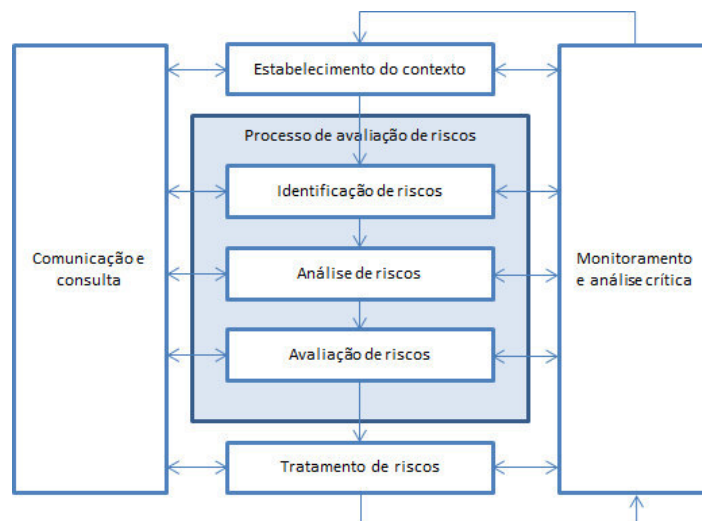 Estabelecimento do contexto
Processo de avaliação de riscos
Identificação de riscos
Comunicação e
consulta
Análise de riscos
Monitoramento
e análise crítica
Avaliação de riscos
Tratamento de riscos